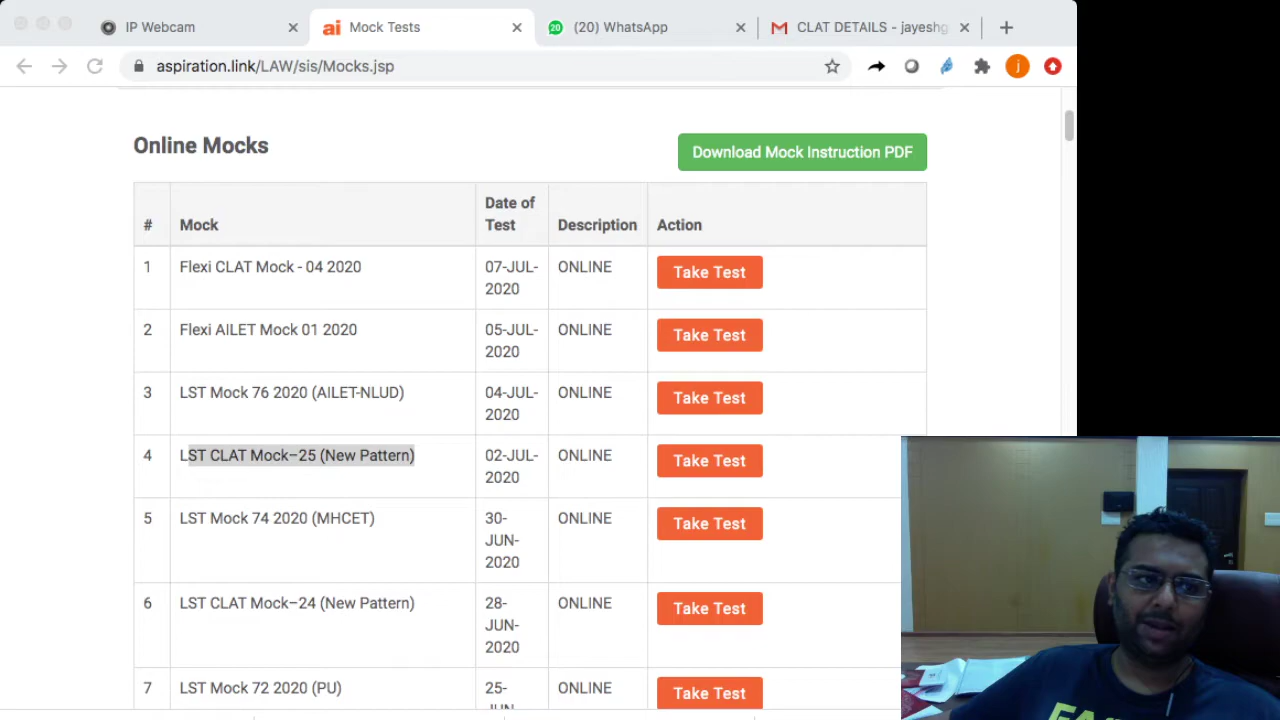 IP Webcam
Mock Tests
(20) WhatsApp
CLAT DETAILS - jayeshg
aspiration.link/LAW/sis/Mocks.jsp
j
Online Mocks
Download Mock Instruction PDF
# Mock Date of Test Description Action
1 Flexi CLAT Mock - 04 2020 07-JUL-2020 ONLINE Take Test
2 Flexi AILET Mock 01 2020 05-JUL-2020 ONLINE Take Test
3 LST Mock 76 2020 (AILET-NLUD) 04-JUL-2020 ONLINE Take Test
4 LST CLAT Mock–25 (New Pattern) 02-JUL-2020 ONLINE Take Test
5 LST Mock 74 2020 (MHCET) 30-JUN-2020 ONLINE Take Test
6 LST CLAT Mock–24 (New Pattern) 28-JUN-2020 ONLINE Take Test
7 LST Mock 72 2020 (PU) 25- ONLINE Take Test